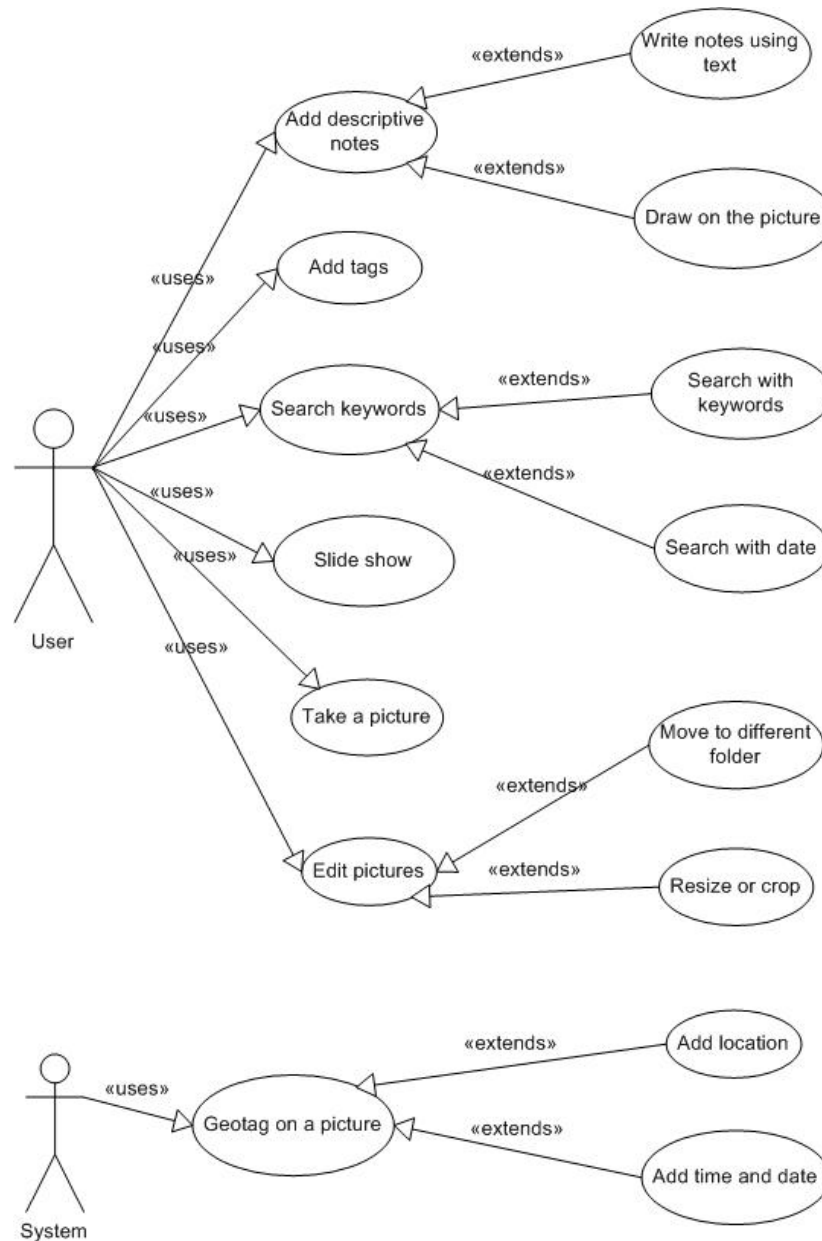 Write notes using
text
«extends»
Add descriptive
notes
«extends»
Draw on the picture
«uses»
Add tags
«uses»
Search keywords
«extends»
Search with
keywords
«uses»
«extends»
Search with date
«uses»
Slide show
«uses»
User
«uses»
Take a picture
Move to different
folder
«extends»
Edit pictures
«extends»
Resize or crop
«extends»
Add location
«uses»
Geotag on a picture
«extends»
Add time and date
System